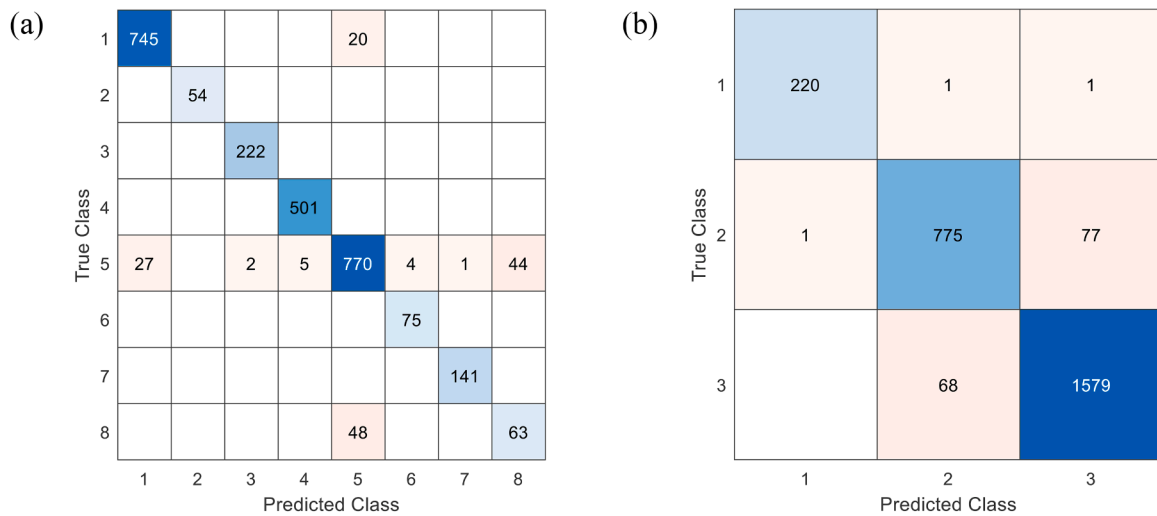 (a)
True Class
1 745 20
2 54
3 222
4 501
5 27 2 5 770 4 1 44
6 75
7 141
8 48 63
1 2 3 4 5 6 7 8
Predicted Class
(b)
True Class
1 220 1 1
2 1 775 77
3 68 1579
1 2 3
Predicted Class